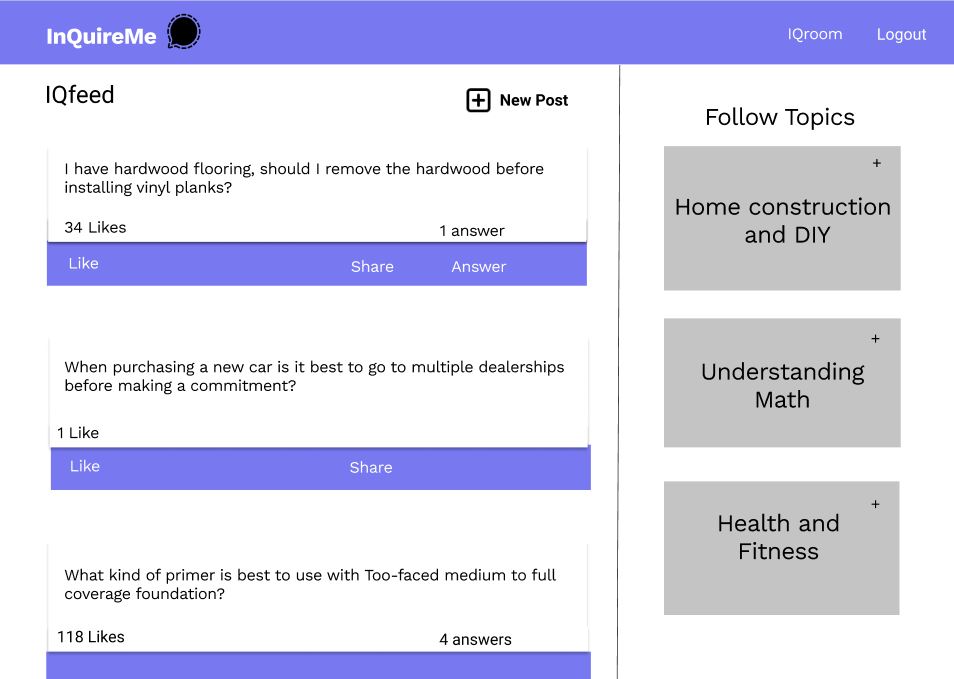 InQuireMe
IQroom
Logout
IQfeed
New Post
I have hardwood flooring, should I remove the hardwood before
installing vinyl planks?
34 Likes
1 answer
Like
Share
Answer
When purchasing a new car is it best to go to multiple dealerships
before making a commitment?
1 Like
Like
Share
What kind of primer is best to use with Too-faced medium to full
coverage foundation?
118 Likes
4 answers
Follow Topics
+
Home construction
and DIY
+
Understanding
Math
+
Health and
Fitness